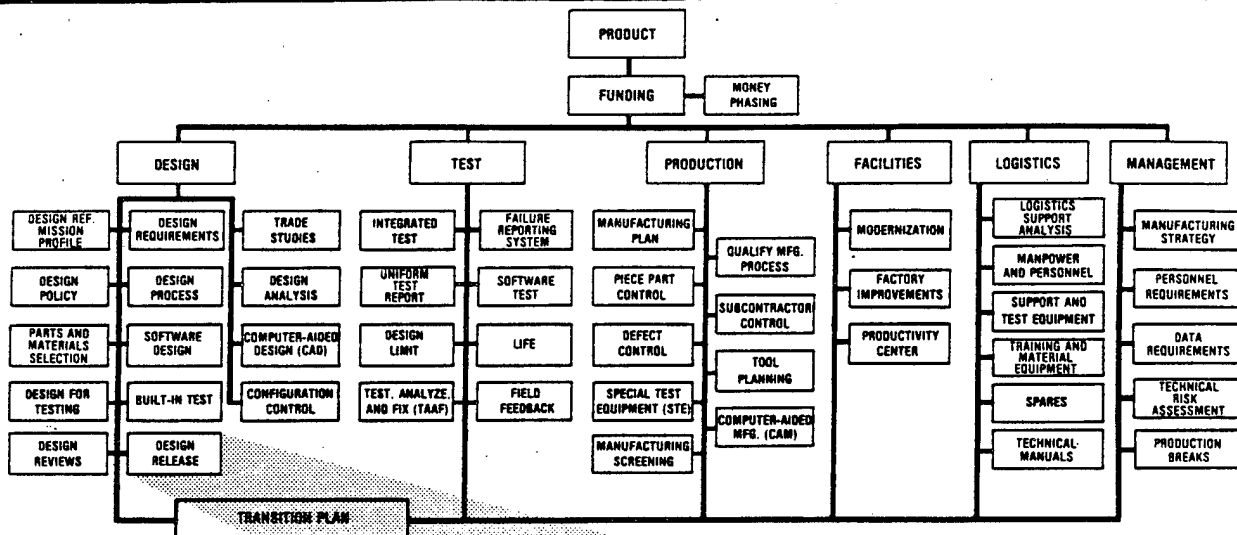 PRODUCT
FUNDING
MONEY
PHASING
DESIGN
TEST
PRODUCTION
FACILITIES
LOGISTICS
MANAGEMENT
DESIGN REF.
MISSION
PROFILE
DESIGN
REQUIREMENTS
TRADE
STUDIES
DESIGN
POLICY
DESIGN
PROCESS
DESIGN
ANALYSIS
PARTS AND
MATERIALS
SELECTION
SOFTWARE
DESIGN
COMPUTER-AIDED
DESIGN (CAD)
DESIGN FOR
TESTING
BUILT-IN TEST
CONFIGURATION
CONTROL
DESIGN
REVIEWS
DESIGN
RELEASE
INTEGRATED
TEST
FAILURE
REPORTING
SYSTEM
UNIFORM
TEST
REPORT
SOFTWARE
TEST
DESIGN
LIMIT
LIFE
TEST. ANALYZE.
AND FIX (TAAF)
FIELD
FEEDBACK
MANUFACTURING
PLAN
QUALIFY MFG.
PROCESS
PIECE PART
CONTROL
SUBCONTRACTOR
CONTROL
DEFECT
CONTROL
TOOL
PLANNING
SPECIAL TEST
EQUIPMENT (STE)
COMPUTER-AIDED
MFG. (CAM)
MANUFACTURING
SCREENING
MODERNIZATION
FACTORY
IMPROVEMENTS
PRODUCTIVITY
CENTER
LOGISTICS
SUPPORT
ANALYSIS
MANPOWER
AND PERSONNEL
SUPPORT AND
TEST EQUIPMENT
TRAINING AND
MATERIAL
EQUIPMENT
SPARES
TECHNICAL-
MANUALS
MANUFACTURING
STRATEGY
PERSONNEL
REQUIREMENTS
DATA
REQUIREMENTS
TECHNICAL
RISK
ASSESSMENT
PRODUCTION
BREAKS
TRANSITION PLAN